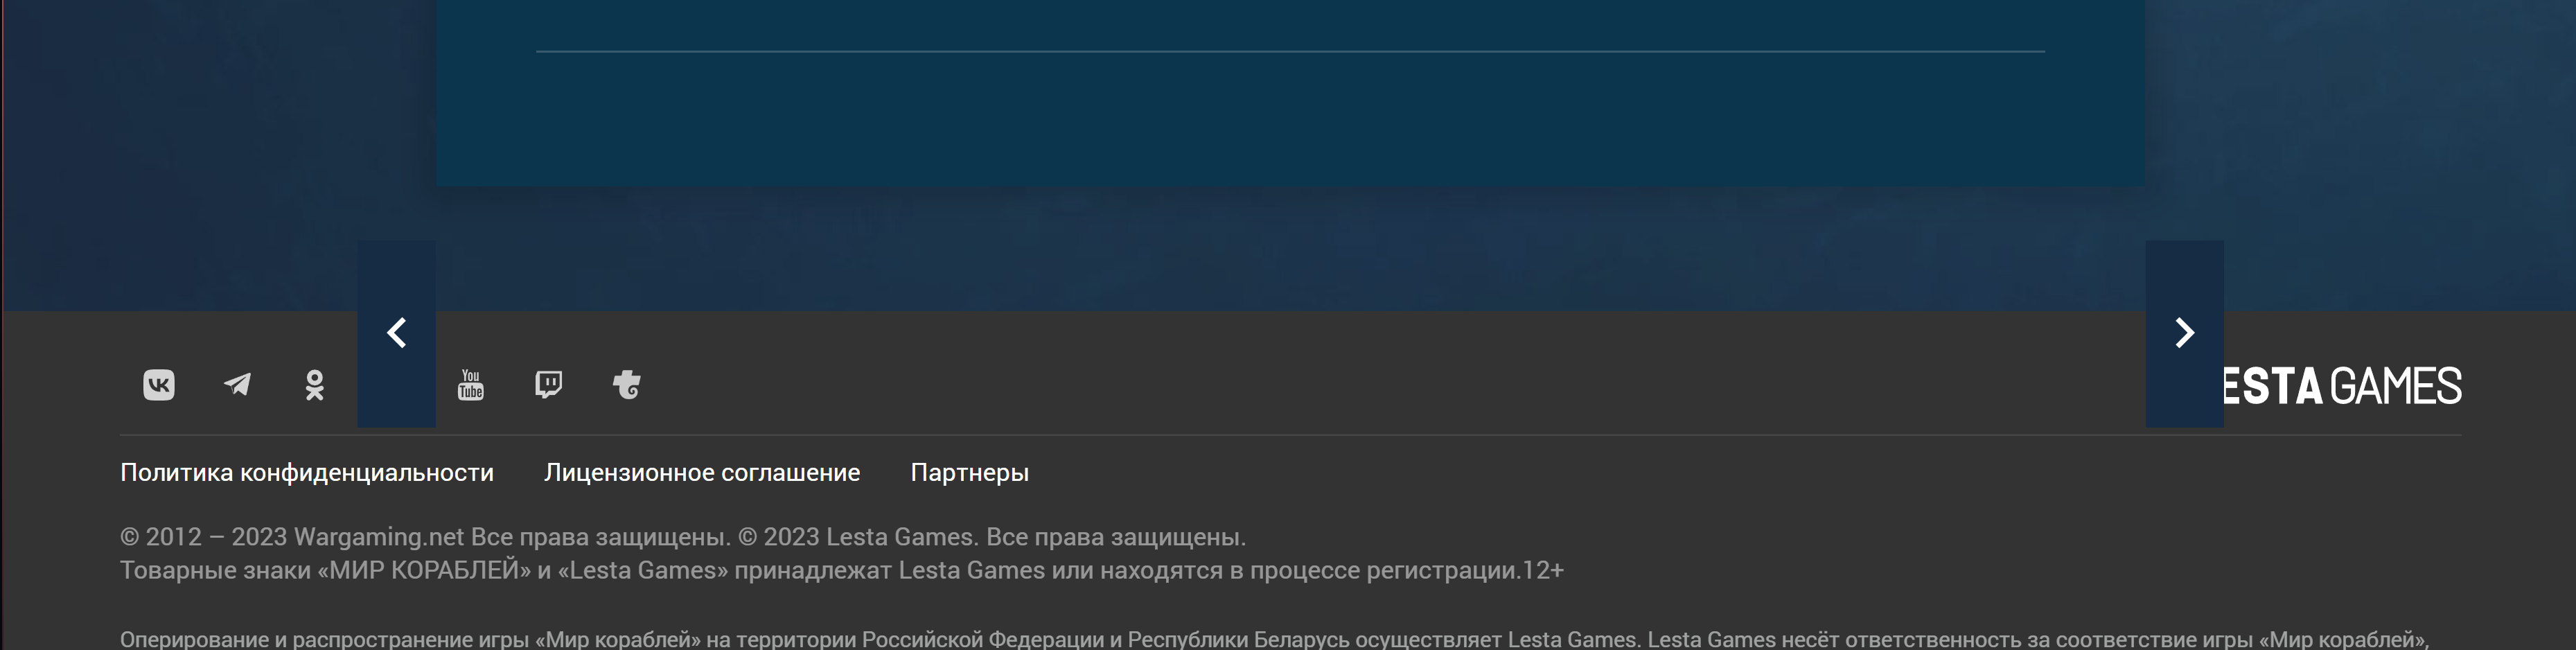 VK
You
Tube
ESTA GAMES
Политика конфиденциальности Лицензионное соглашение Партнеры
© 2012 – 2023 Wargaming.net Все права защищены. © 2023 Lesta Games. Все права защищены.
Товарные знаки «МИР КОРАБЛЕЙ» и «Lesta Games» принадлежат Lesta Games или находятся в процессе регистрации.12+
Оперирование и распространение игры «Мир кораблей» на территории Российской Федерации и Республики Беларусь осуществляет Lesta Games. Lesta Games несёт ответственность за соответствие игры «Мир кораблей»,